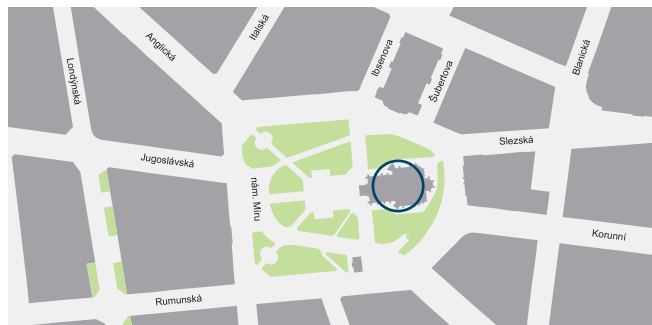 Italská
Anglická
Ibsenova
Blanická
Londýnská
Šubertova
Slezská
Jugoslávská
nám. Míru
Korunní
Rumunská